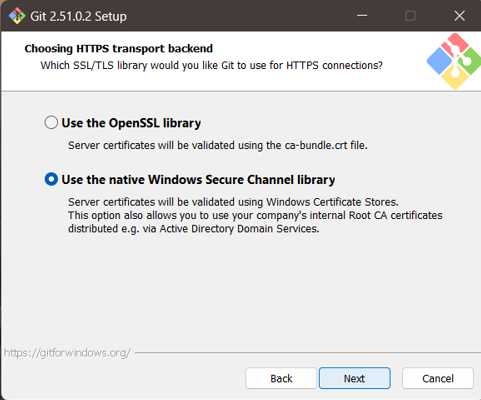 Git 2.51.0.2 Setup
Choosing HTTPS transport backend
Which SSL/TLS library would you like Git to use for HTTPS connections?
Use the OpenSSL library
Server certificates will be validated using the ca-bundle.crt file.
Use the native Windows Secure Channel library
Server certificates will be validated using Windows Certificate Stores.
This option also allows you to use your company's internal Root CA certificates
distributed e.g. via Active Directory Domain Services.
https://gitforwindows.org/
Back Next Cancel